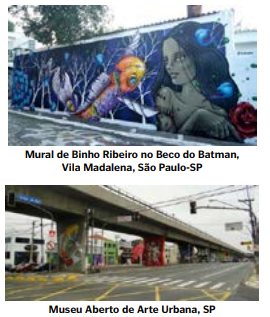 Mural de Binho Ribeiro no Beco do Batman,
Vila Madalena, São Paulo-SP
Museu Aberto de Arte Urbana, SP